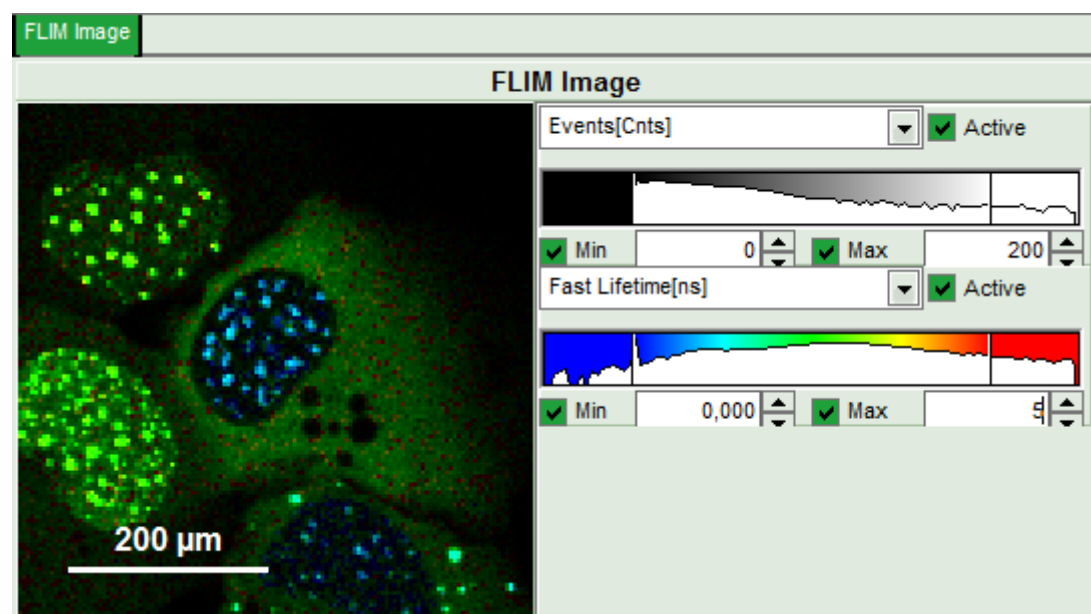 FLIM Image
FLIM Image
Events[Cnts]
Active
Min 0 Max 200
Fast Lifetime[ns]
Active
Min 0,000 Max 5
200 µm